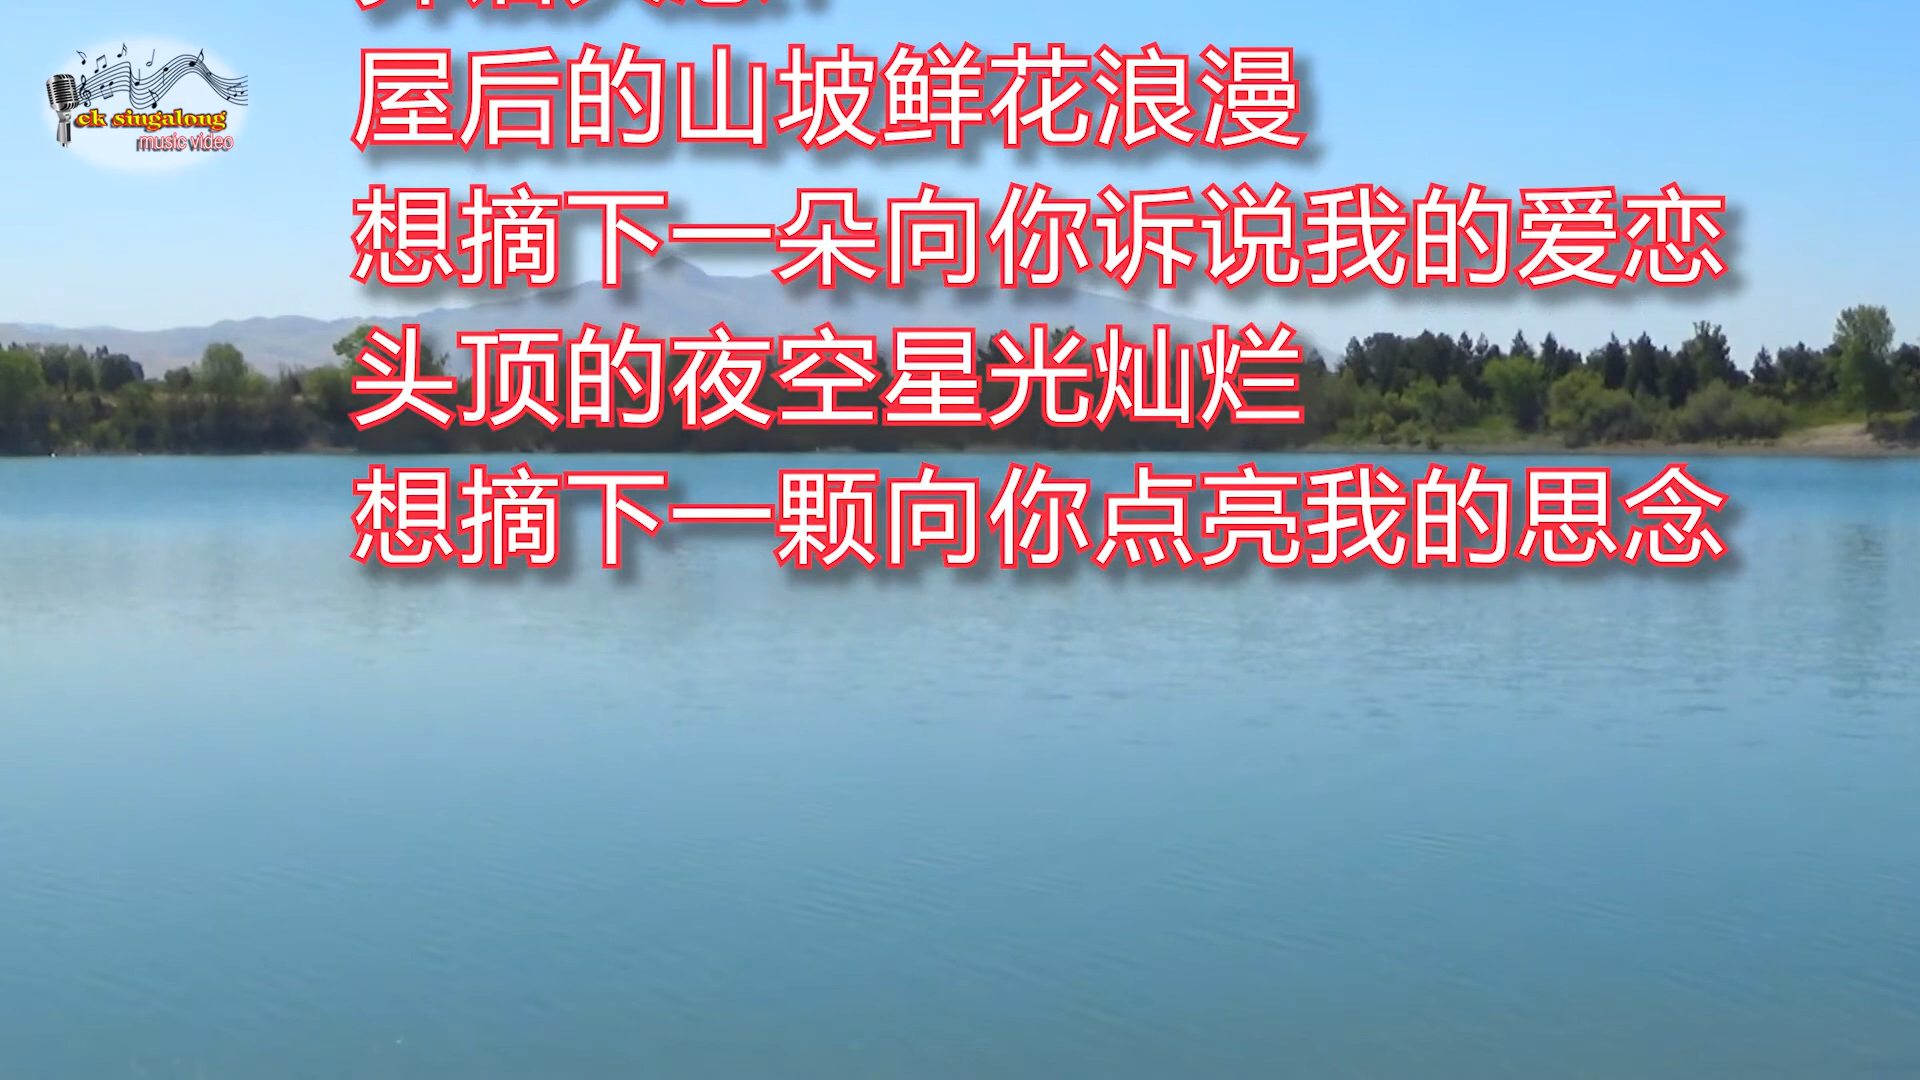 ck singalong
music video
屋后的山坡鲜花浪漫
想摘下一朵向你诉说我的爱恋
头顶的夜空星光灿烂
想摘下一颗向你点亮我的思念